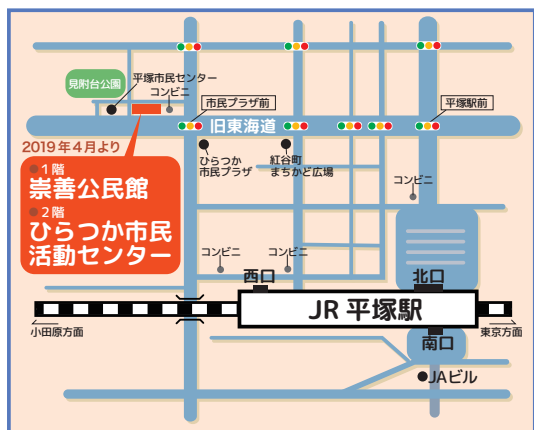 見附台公園
平塚市民センター
コンビニ
市民プラザ前
平塚駅前
旧東海道
2019年4月より
●1階
崇善公民館
●2階
ひらつか市民
活動センター
ひらつか
市民プラザ
紅谷町
まちかど広場
コンビニ
コンビニ
コンビニ
西口
北口
JR 平塚駅
小田原方面
東京方面
南口
JAビル